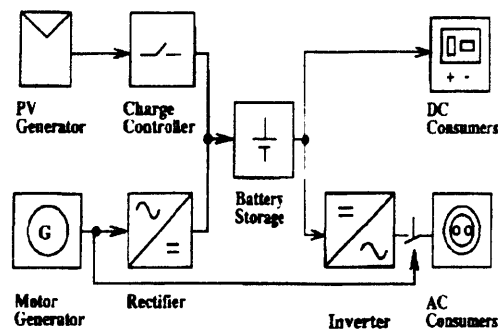 PV
Generator
Charge
Controller
Battery
Storage
+ -
DC
Consumers
G
Motor
Generator
Rectifier
Inverter
AC
Consumers